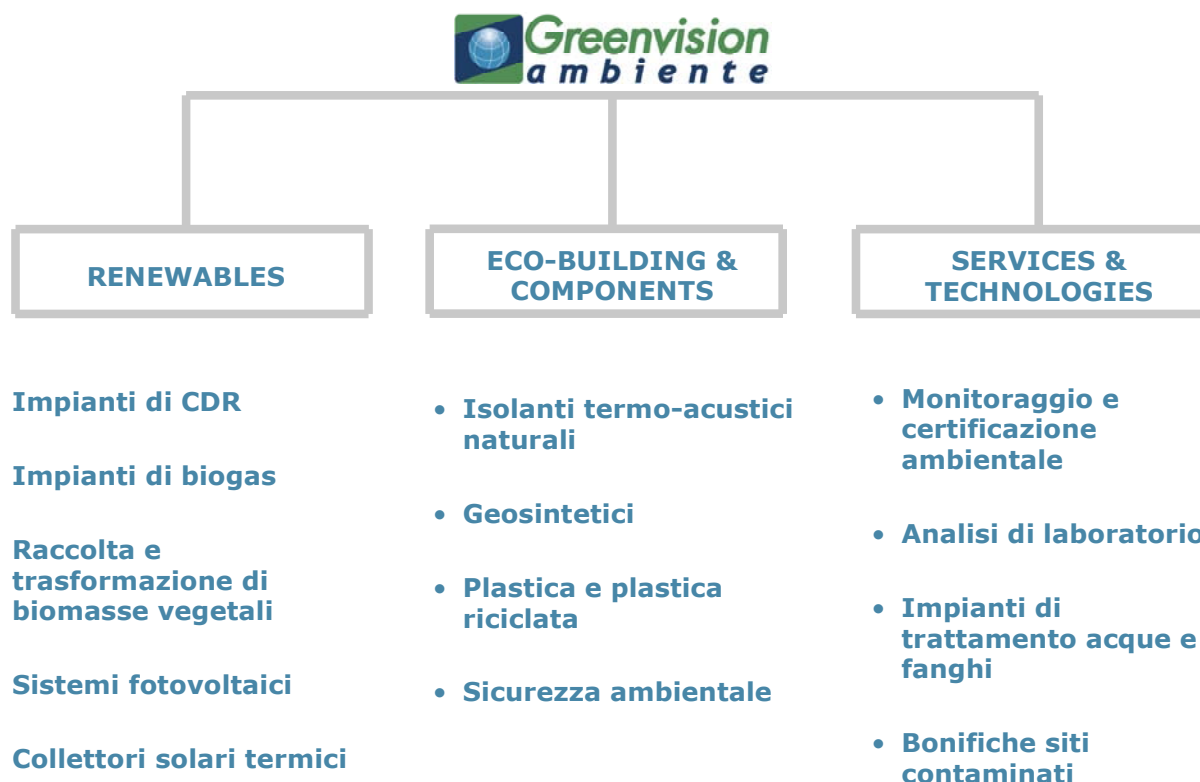 Greenvision
ambiente
RENEWABLES
ECO-BUILDING &
COMPONENTS
SERVICES &
TECHNOLOGIES
Impianti di CDR
Impianti di biogas
Raccolta e
trasformazione di
biomasse vegetali
Sistemi fotovoltaici
Collettori solari termici
• Isolanti termo-acustici
naturali
• Geosintetici
• Plastica e plastica
riciclata
• Sicurezza ambientale
• Monitoraggio e
certificazione
ambientale
• Analisi di laboratorio
• Impianti di
trattamento acque e
fanghi
• Bonifiche siti
contaminati